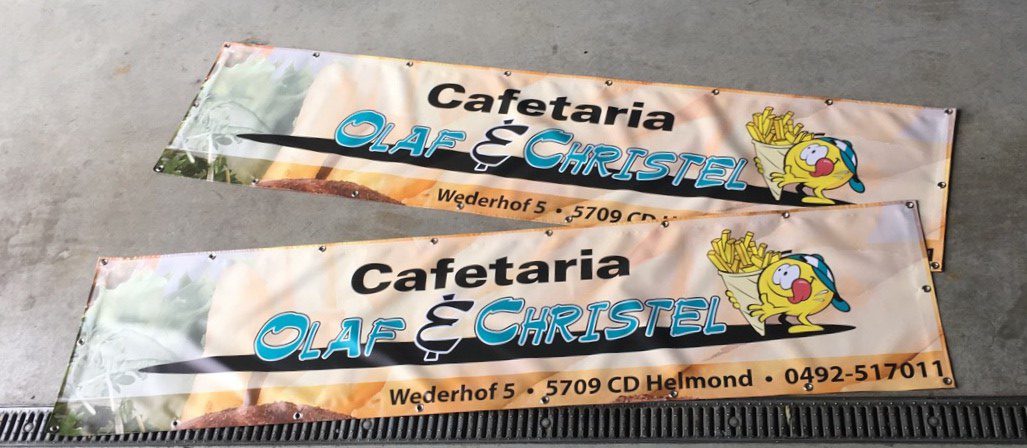 Cafetaria
OLAF & CHRISTEL
Wederhof 5 • 5709 CD
Cafetaria
OLAF & CHRISTEL
Wederhof 5 • 5709 CD Helmond • 0492-517011